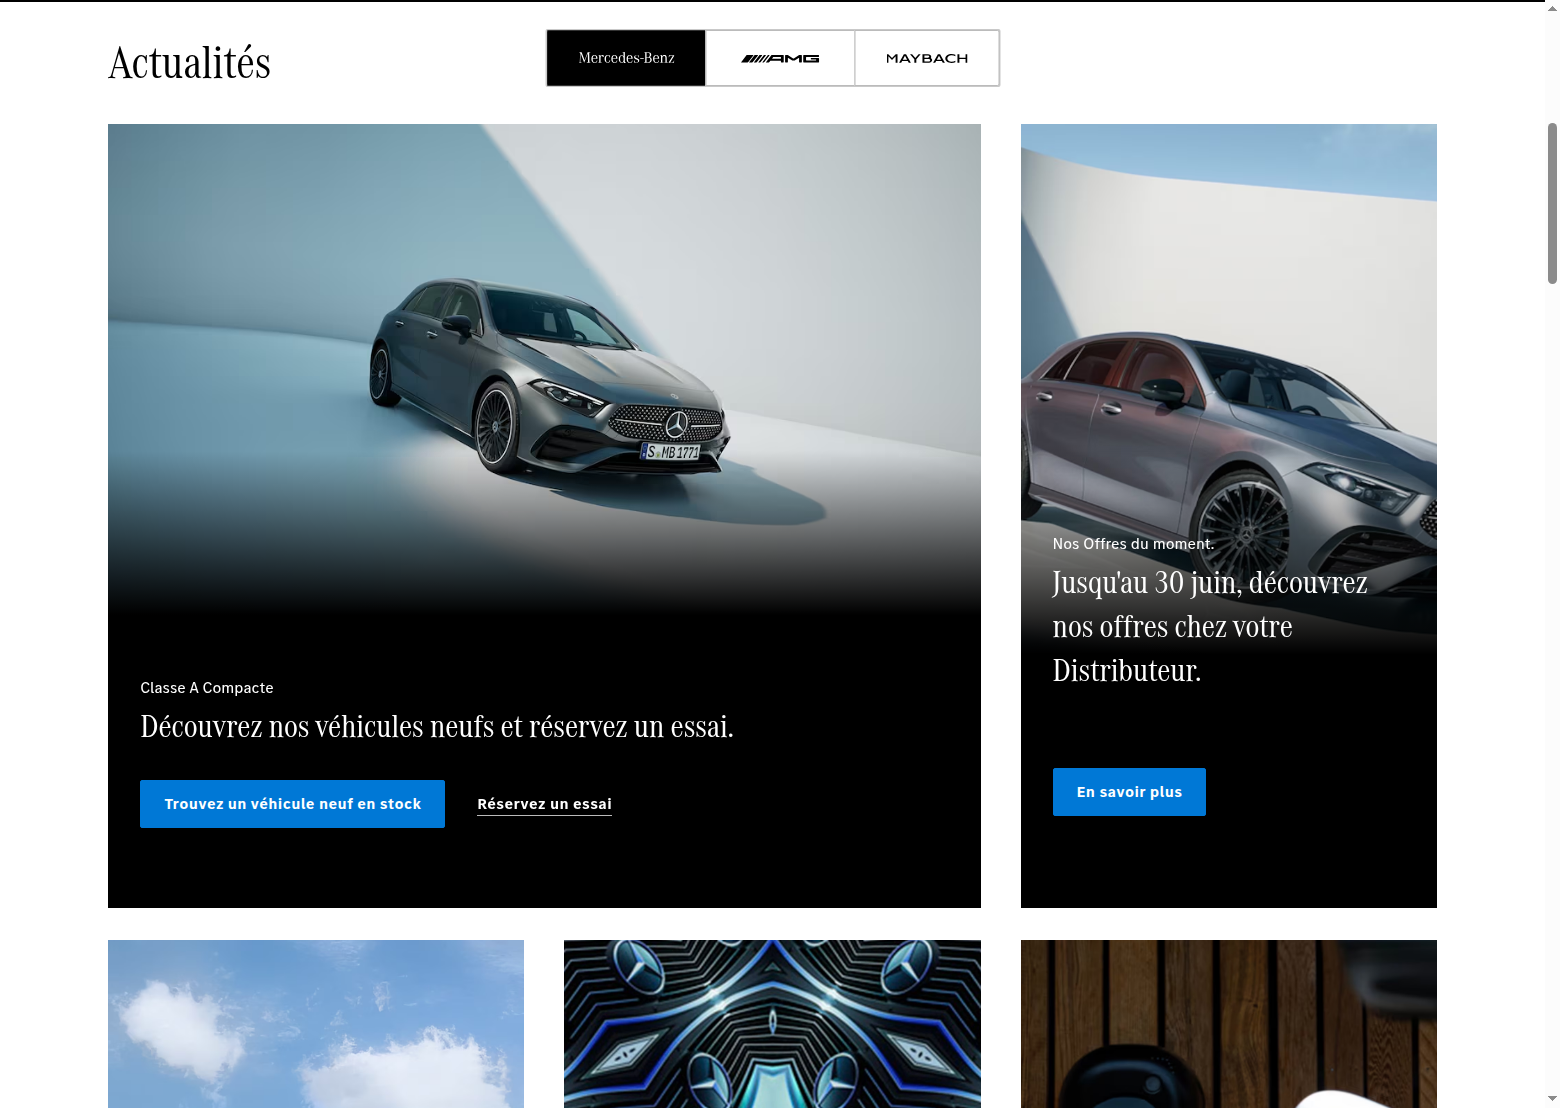 Actualités
Mercedes-Benz
AMG
MAYBACH
S MB 1771
Classe A Compacte
Découvrez nos véhicules neufs et réservez un essai.
Trouvez un véhicule neuf en stock
Réservez un essai
Nos Offres du moment.
Jusqu'au 30 juin, découvrez
nos offres chez votre
Distributeur.
En savoir plus